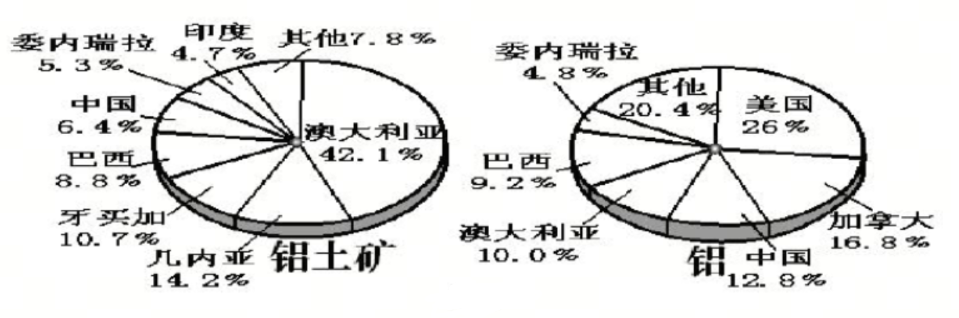 印度
4.7%
其他7.8%
委内瑞拉
5.3%
中国
6.4%
巴西
8.8%
牙买加
10.7%
几内亚
14.2%
澳大利亚
42.1%
铝土矿
委内瑞拉
4.8%
其他
20.4%
美国
26%
巴西
9.2%
澳大利亚
10.0%
中国
12.8%
加拿大
16.8%
铝